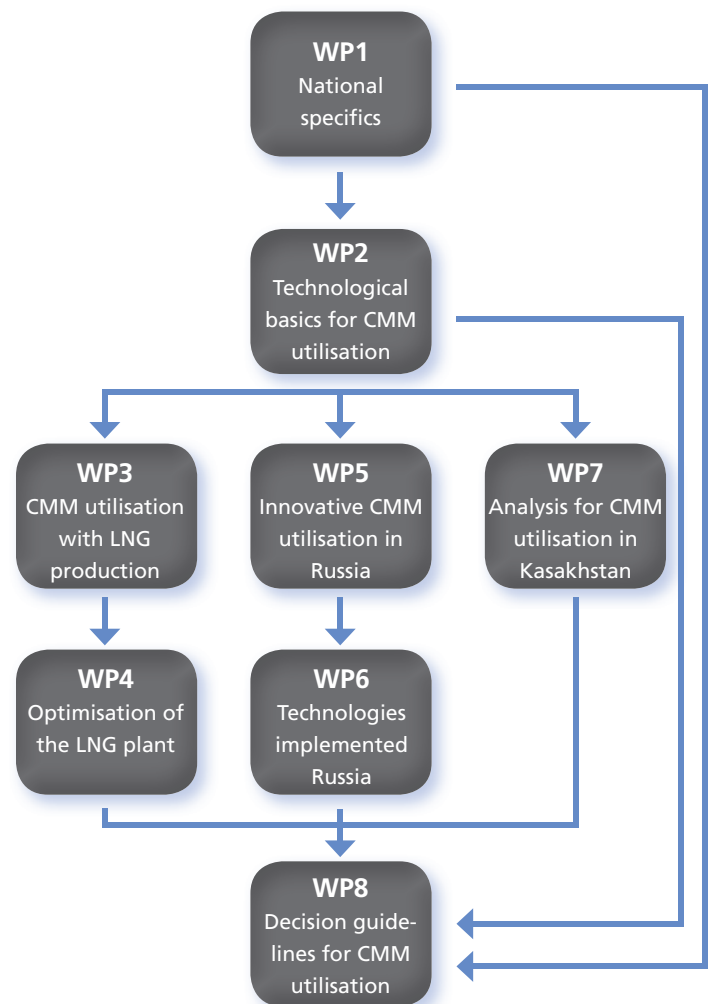 WP1
National
specifics
WP2
Technological
basics for CMM
utilisation
WP3
CMM utilisation
with LNG
production
WP5
Innovative CMM
utilisation in
Russia
WP7
Analysis for CMM
utilisation in
Kasakhstan
WP4
Optimisation of
the LNG plant
WP6
Technologies
implemented
Russia
WP8
Decision guide-
lines for CMM
utilisation